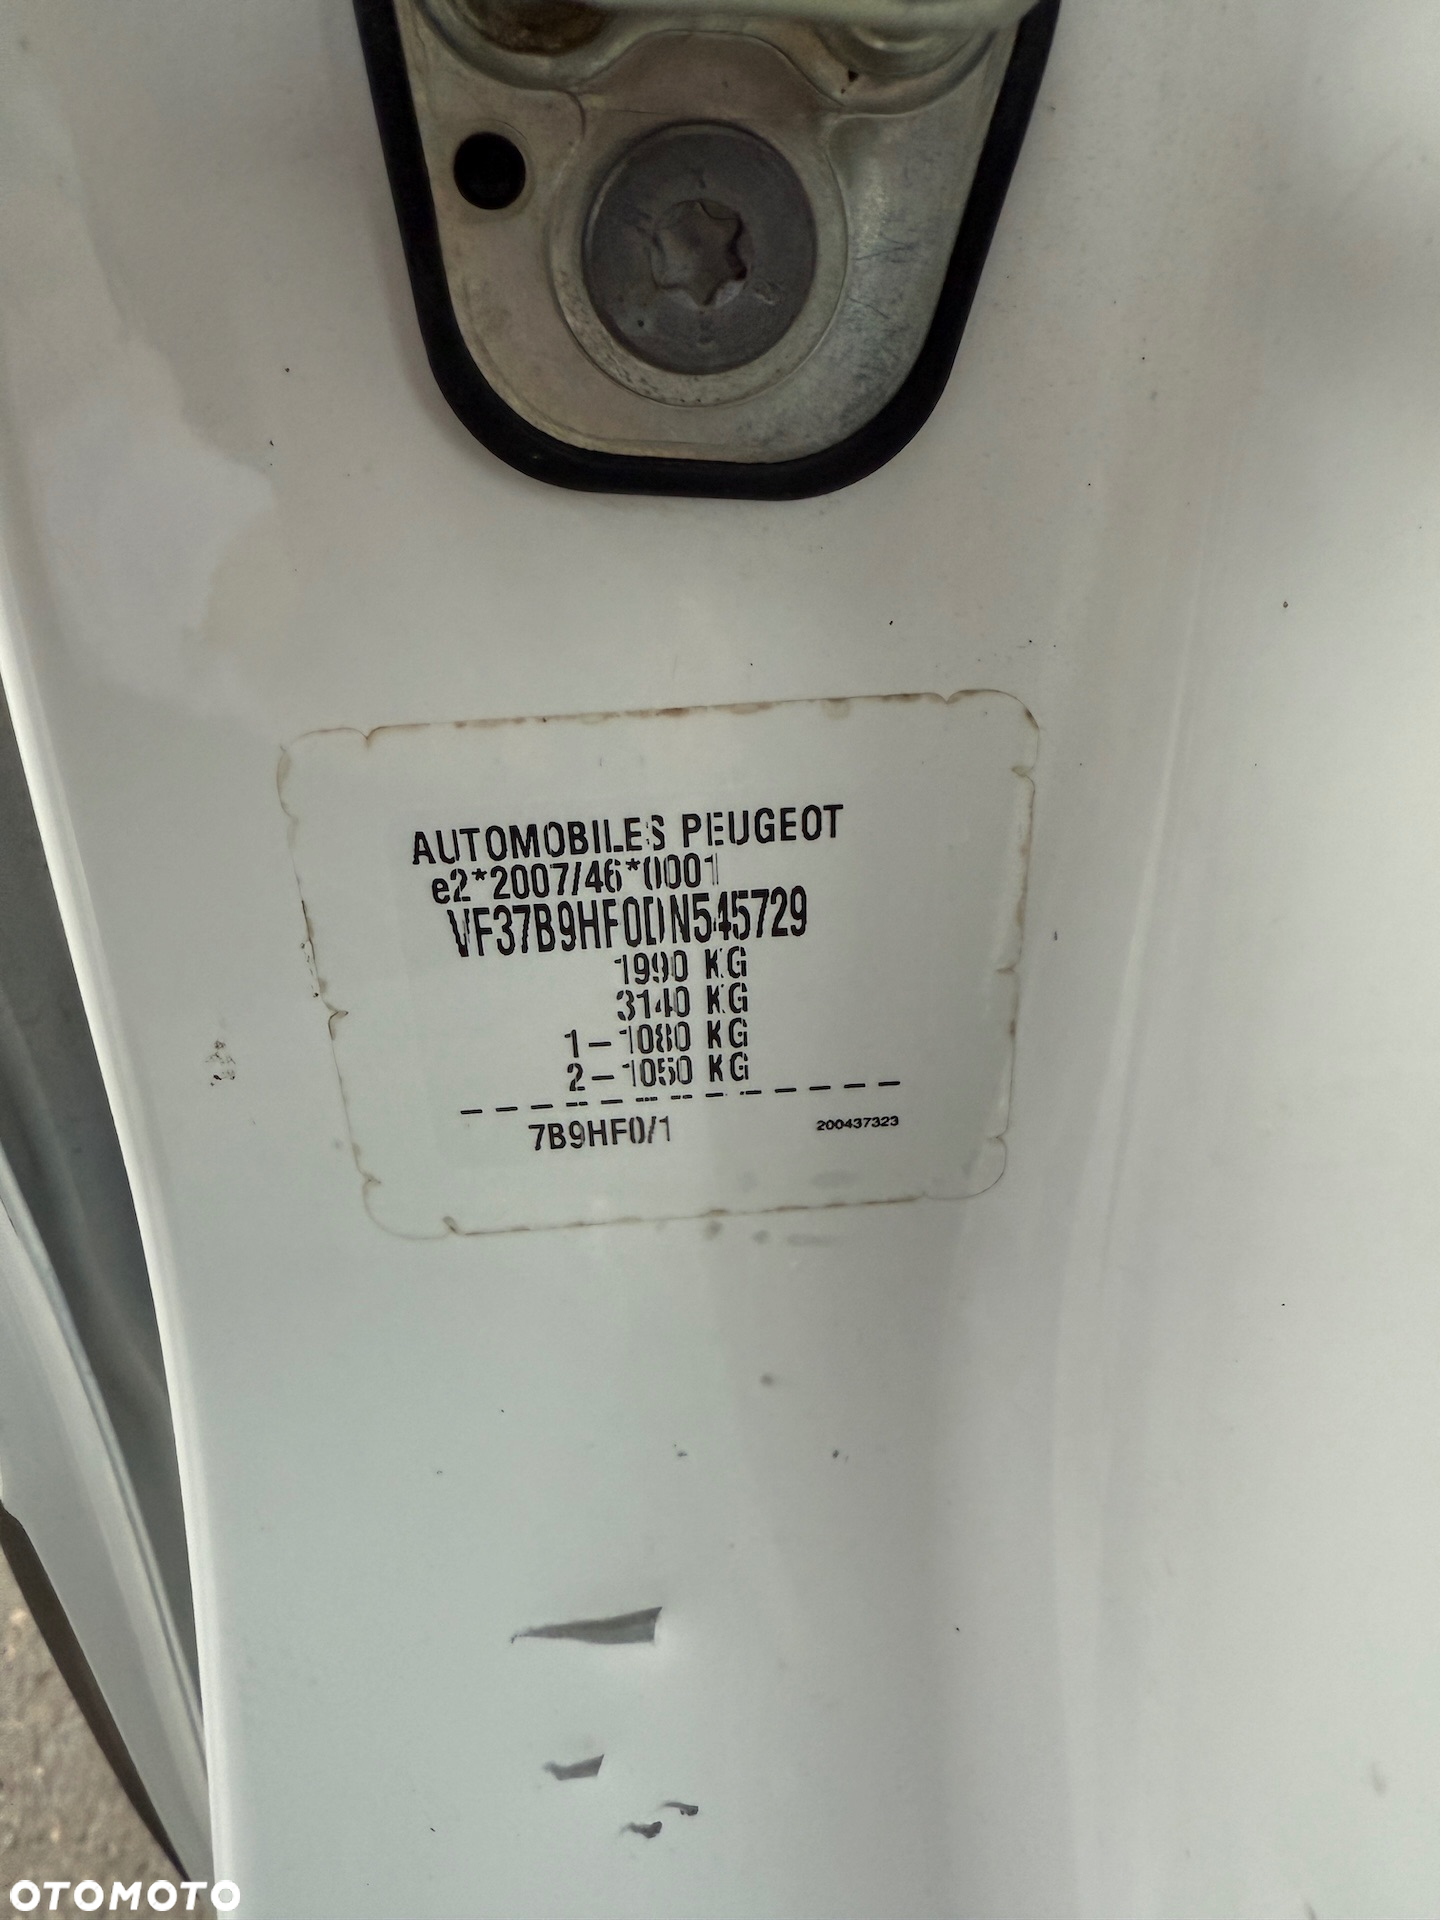 AUTOMOBILES PEUGEOT
e2*2007/46*0001
VF37B9HF0DN545729
1990 KG
3140 KG
1-1080 KG
2-1050 KG
7B9HF0/1 200437323
OTOMOTO